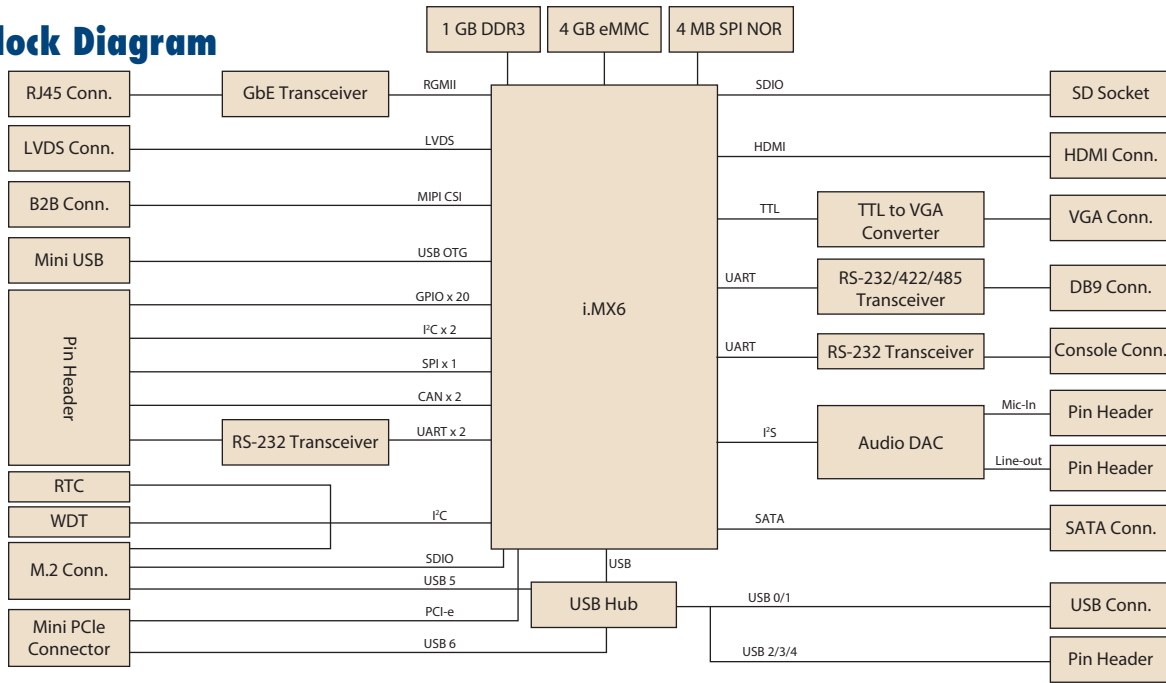 lock Diagram
1 GB DDR3
4 GB eMMC
4 MB SPI NOR
RJ45 Conn.
GbE Transceiver
RGMII
SDIO
SD Socket
LVDS Conn.
LVDS
HDMI
HDMI Conn.
B2B Conn.
MIPI CSI
TTL
TTL to VGA
Converter
VGA Conn.
Mini USB
USB OTG
UART
RS-232/422/485
Transceiver
DB9 Conn.
Pin Header
GPIO x 20
I²C x 2
SPI x 1
CAN x 2
RS-232 Transceiver
UART x 2
i.MX6
UART
RS-232 Transceiver
Console Conn.
I²S
Audio DAC
Mic-In
Pin Header
Line-out
Pin Header
RTC
WDT
I²C
SATA
SATA Conn.
M.2 Conn.
SDIO
USB 5
USB
USB Hub
USB 0/1
USB Conn.
Mini PCIe
Connector
PCI-e
USB 6
USB 2/3/4
Pin Header